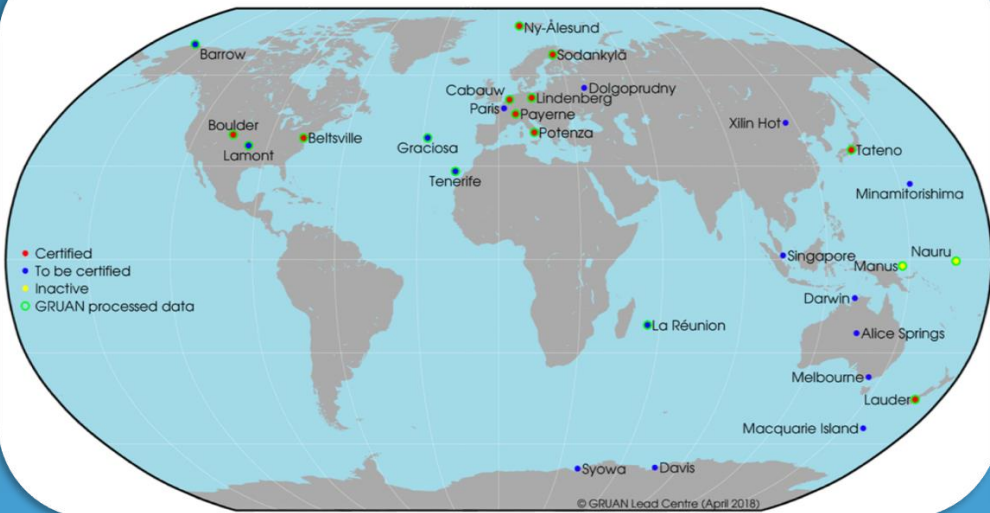 Ny-Ålesund
Barrow
Sodankylä
Cabauw
Lindenberg
Dolgoprudny
Paris
Payerne
Xilin Hot
Boulder
Beltsville
Potenza
Graciosa
Lamont
Tateno
Tenerife
Minamitorishima
Certified
To be certified
Inactive
GRUAN processed data
Singapore
Manus
Nauru
Darwin
La Réunion
Alice Springs
Melbourne
Lauder
Macquarie Island
Syowa
Davis
© GRUAN Lead Centre (April 2018)